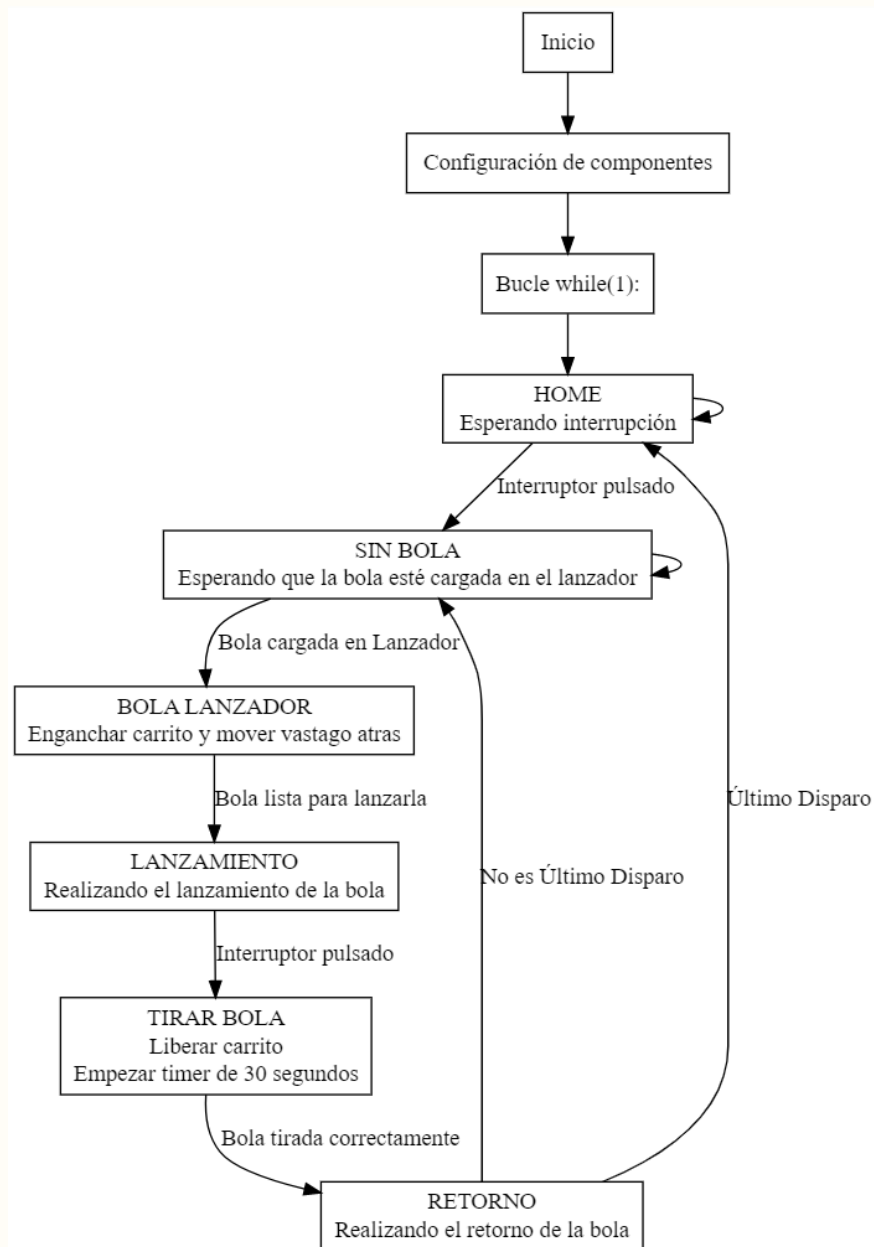 Inicio
Configuración de componentes
Bucle while(1):
HOME
Esperando interrupción
Interruptor pulsado
SIN BOLA
Esperando que la bola esté cargada en el lanzador
Bola cargada en Lanzador
BOLA LANZADOR
Enganchar carrito y mover vastago atras
Bola lista para lanzarla
Último Disparo
LANZAMIENTO
Realizando el lanzamiento de la bola
No es Último Disparo
Interruptor pulsado
TIRAR BOLA
Liberar carrito
Empezar timer de 30 segundos
Bola tirada correctamente
RETORNO
Realizando el retorno de la bola